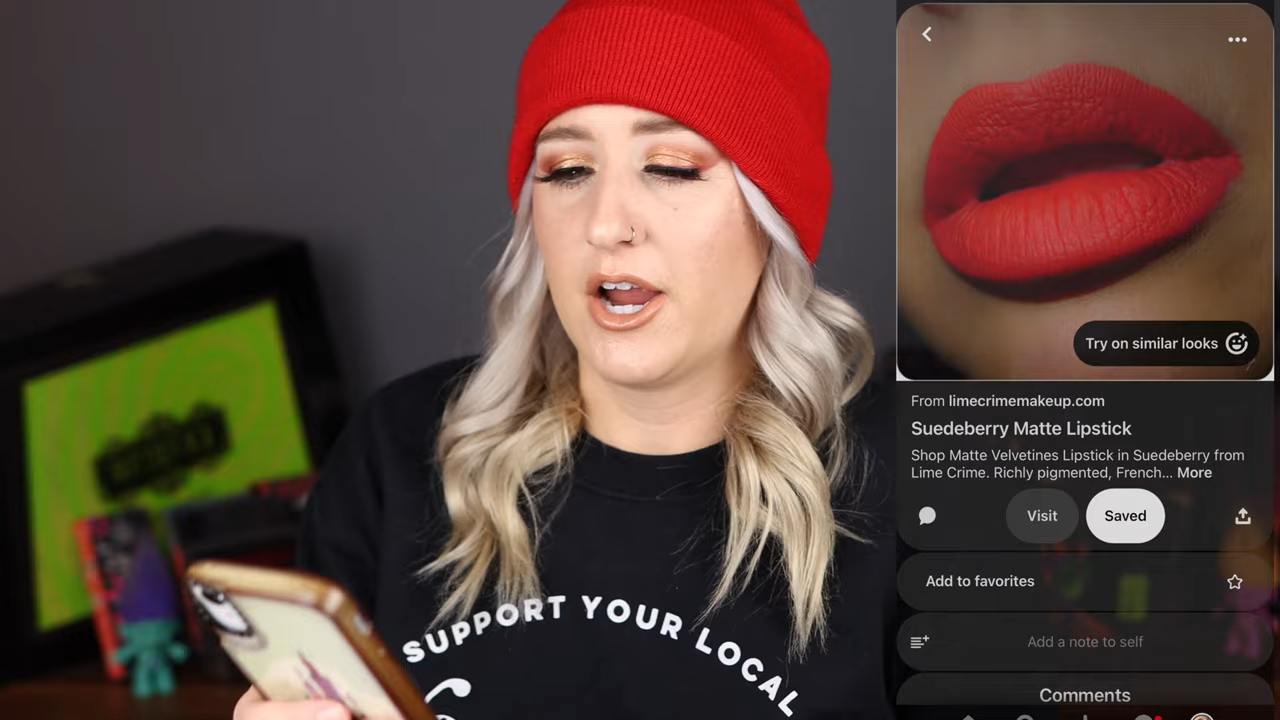 SUPPORT YOUR LOCAL
Try on similar looks
From limecrimemakeup.com
Suedeberry Matte Lipstick
Shop Matte Velvetines Lipstick in Suedeberry from
Lime Crime. Richly pigmented, French... More
Visit
Saved
Add to favorites
Add a note to self
Comments